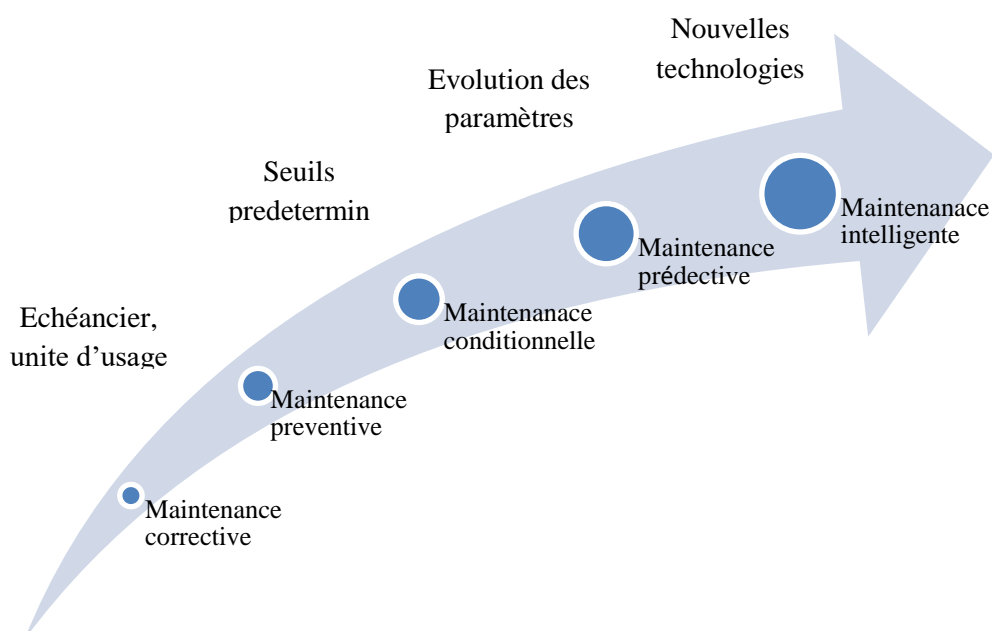 Nouvelles
technologies
Evolution des
paramètres
Seuils
predetermin
Echéancier,
unite d’usage
Maintenanace
intelligente
Maintenance
prédective
Maintenanace
conditionnelle
Maintenance
preventive
Maintenance
corrective